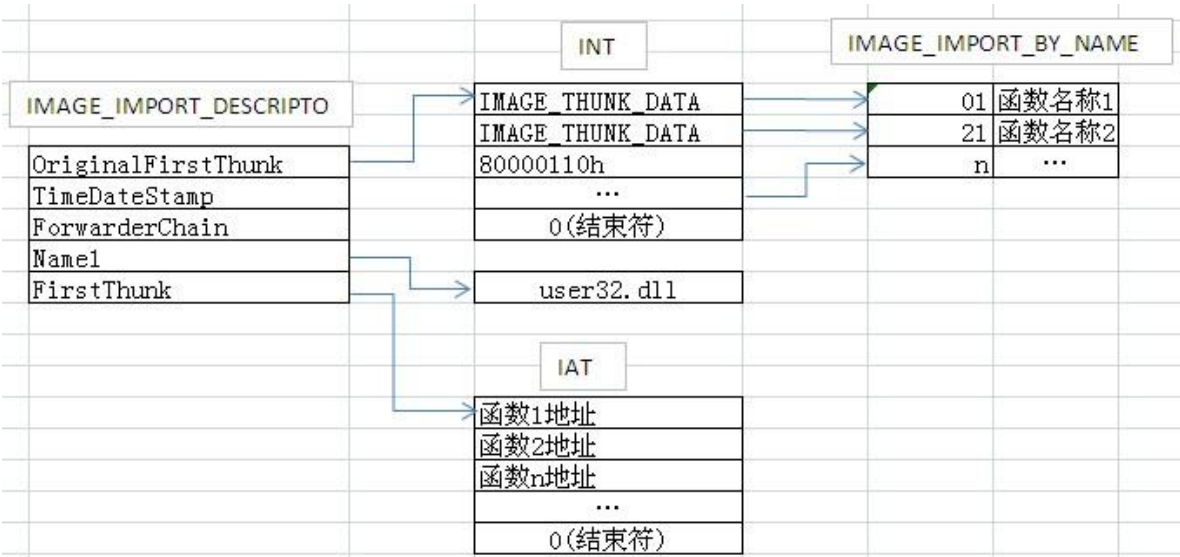 INT
IMAGE_IMPORT_BY_NAME
IMAGE_IMPORT_DESCRIPTO
OriginalFirstThunk
TimeDateStamp
ForwarderChain
Name1
FirstThunk
IMAGE_THUNK_DATA
IMAGE_THUNK_DATA
80000110h
...
0(结束符)
01 函数名称1
21 函数名称2
n ...
user32.dll
IAT
函数1地址
函数2地址
函数n地址
...
0(结束符)